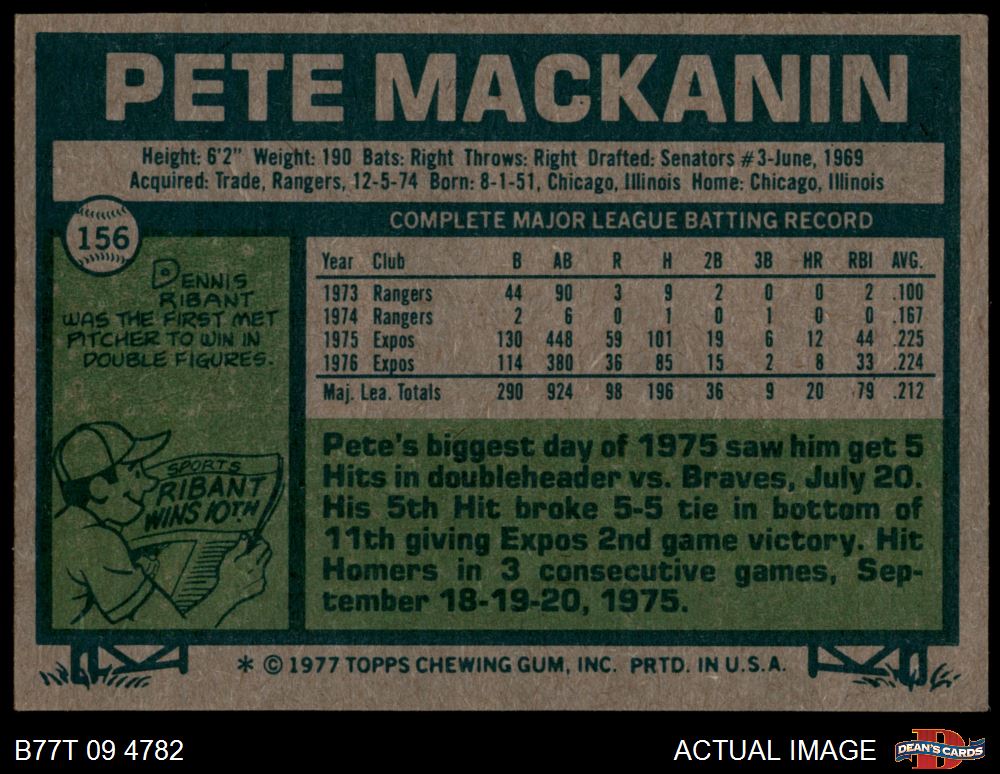 PETE MACKANIN
Height: 6'2" Weight: 190 Bats: Right Throws: Right Drafted: Senators #3-June, 1969
Acquired: Trade, Rangers, 12-5-74 Born: 8-1-51, Chicago, Illinois Home: Chicago, Illinois
156
DENNIS
RIBANT
WAS THE FIRST MET
PITCHER TO WIN IN
DOUBLE FIGURES.
SPORTS
RIBANT
WINS 10TH
COMPLETE MAJOR LEAGUE BATTING RECORD
Year Club B AB R H 2B 3B HR RBI AVG.
1973 Rangers 44 90 3 9 2 0 0 2 .100
1974 Rangers 2 6 0 1 0 1 0 0 .167
1975 Expos 130 448 59 101 19 6 12 44 .225
1976 Expos 114 380 36 85 15 2 8 33 .224
Maj. Lea. Totals 290 924 98 196 36 9 20 79 .212
Pete's biggest day of 1975 saw him get 5
Hits in doubleheader vs. Braves, July 20.
His 5th Hit broke 5-5 tie in bottom of
11th giving Expos 2nd game victory. Hit
Homers in 3 consecutive games, Sep-
tember 18-19-20, 1975.
* © 1977 TOPPS CHEWING GUM, INC. PRTD. IN U.S.A.
B77T 09 4782
ACTUAL IMAGE
D
DEAN'S CARDS